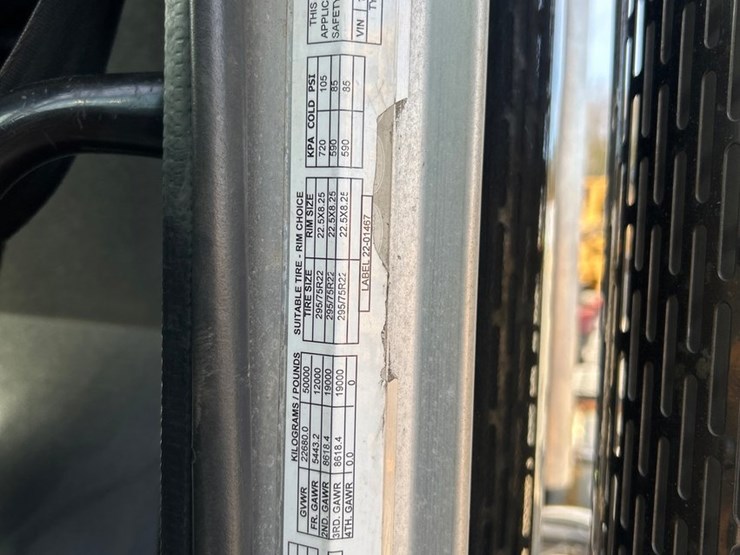 KILOGRAMS / POUNDS
GVWR 22680.0 50000
FR. GAWR 5443.2 12000
2ND. GAWR 8618.4 19000
3RD. GAWR 8618.4 19000
4TH. GAWR 0.0 0
SUITABLE TIRE - RIM CHOICE
TIRE SIZE RIM SIZE
295/75R22 22.5X8.25
295/75R22 22.5X8.25
295/75R22 22.5X8.25
LABEL 22-01467
KPA COLD PSI
720 105
590 85
590 85
THIS
APPLIC
SAFETY
VIN
TY